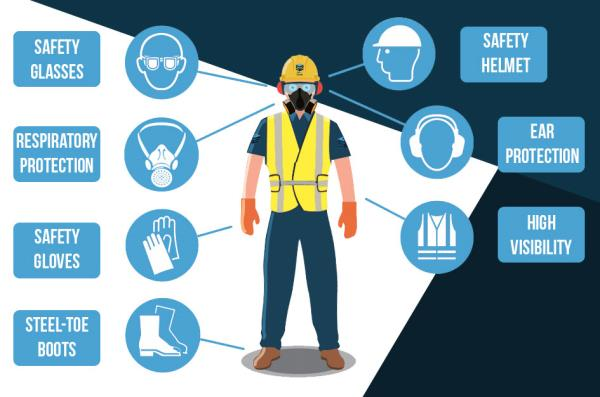 SAFETY
GLASSES
RESPIRATORY
PROTECTION
SAFETY
GLOVES
STEEL-TOE
BOOTS
SAFETY
HELMET
EAR
PROTECTION
HIGH
VISIBILITY